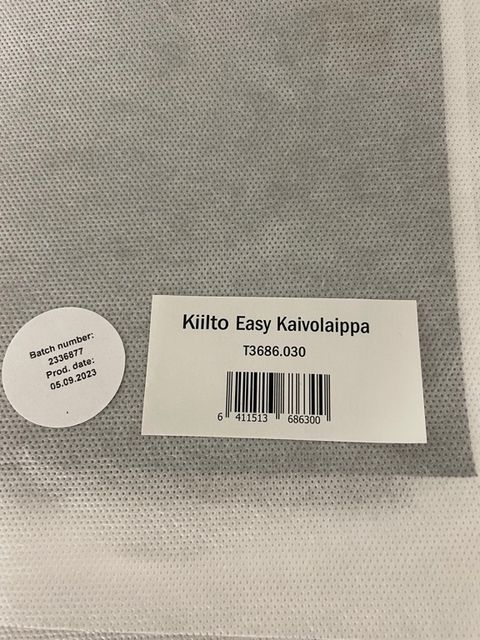 Kiilto Easy Kaivolaippa
T3686.030
6 411513 686300
Batch number:
2336877
Prod. date:
05.09.2023